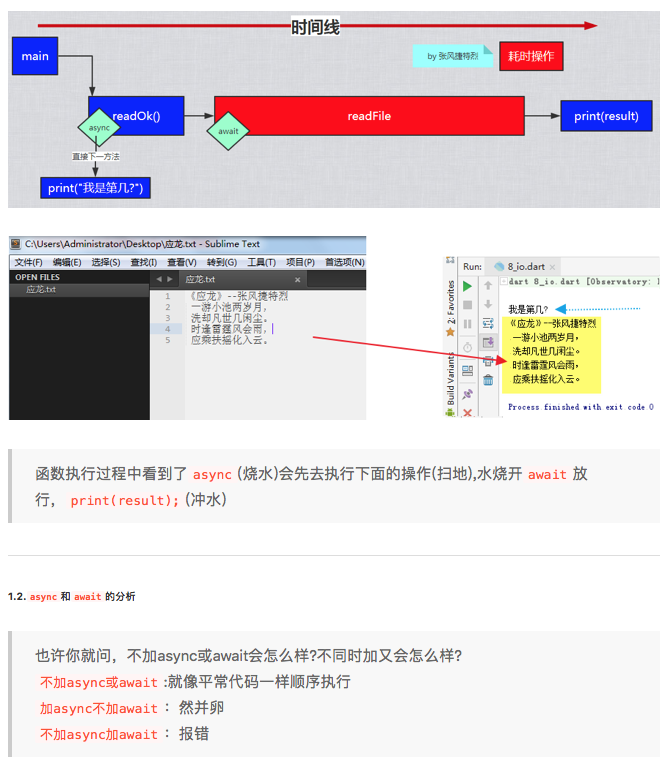 时间线
main
by 张风捷特烈
耗时操作
readOk()
readFile
print(result)
async
await
直接下一方法
print("我是第几?")
C:\Users\Administrator\Desktop\应龙.txt - Sublime Text
文件(F) 编辑(E) 选择(S) 查找(I) 查看(V) 转到(G) 工具(T) 项目(P) 首选项(N)
OPEN FILES
应龙.txt
应龙.txt
1 《应龙》--张风捷特烈
2 一游小池两岁月，
3 洗却凡世几闲尘。
4 时逢雷霆风会雨，
5 应乘扶摇化入云。
Run: 8_io.dart
dart 8_io.dart [Observatory:
2: Favorites
Build Variants
我是第几?
《应龙》--张风捷特烈
一游小池两岁月，
洗却凡世几闲尘。
时逢雷霆风会雨，
应乘扶摇化入云。
Process finished with exit code 0
函数执行过程中看到了 async (烧水)会先去执行下面的操作(扫地),水烧开 await 放
行， print(result); (冲水)
1.2. async 和 await 的分析
也许你就问，不加async或await会怎么样?不同时加又会怎么样?
不加async或await :就像平常代码一样顺序执行
加async不加await ： 然并卵
不加async加await ： 报错